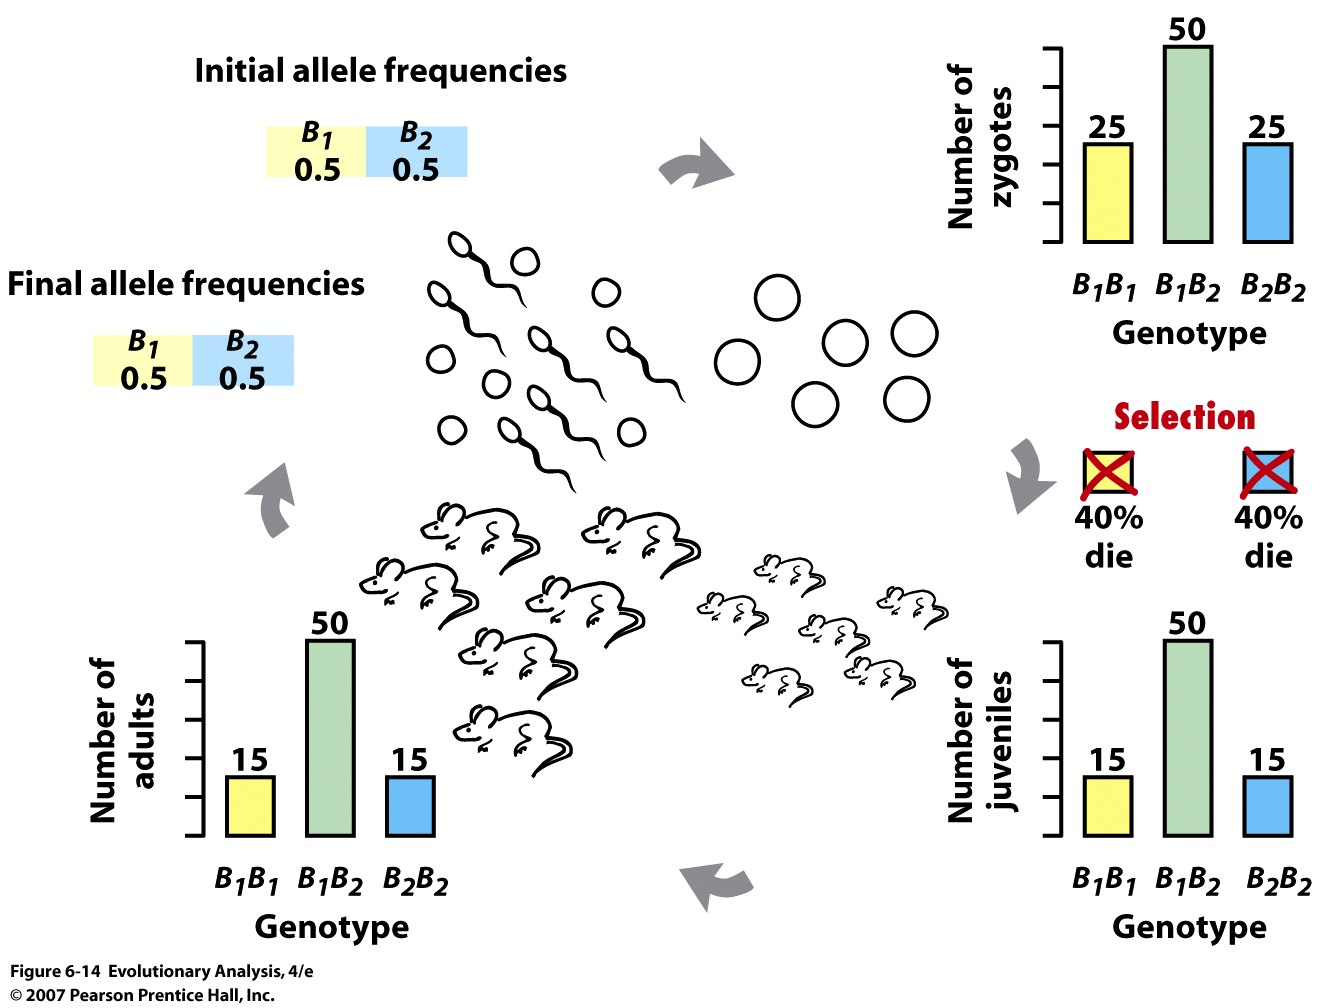 Initial allele frequencies
B1 B2
0.5 0.5
Final allele frequencies
B1 B2
0.5 0.5
Number of
zygotes
50
25 25
B1B1 B1B2 B2B2
Genotype
Selection
40% 40%
die die
Number of
juveniles
50
15 15
B1B1 B1B2 B2B2
Genotype
Number of
adults
50
15 15
B1B1 B1B2 B2B2
Genotype
Figure 6-14 Evolutionary Analysis, 4/e
© 2007 Pearson Prentice Hall, Inc.